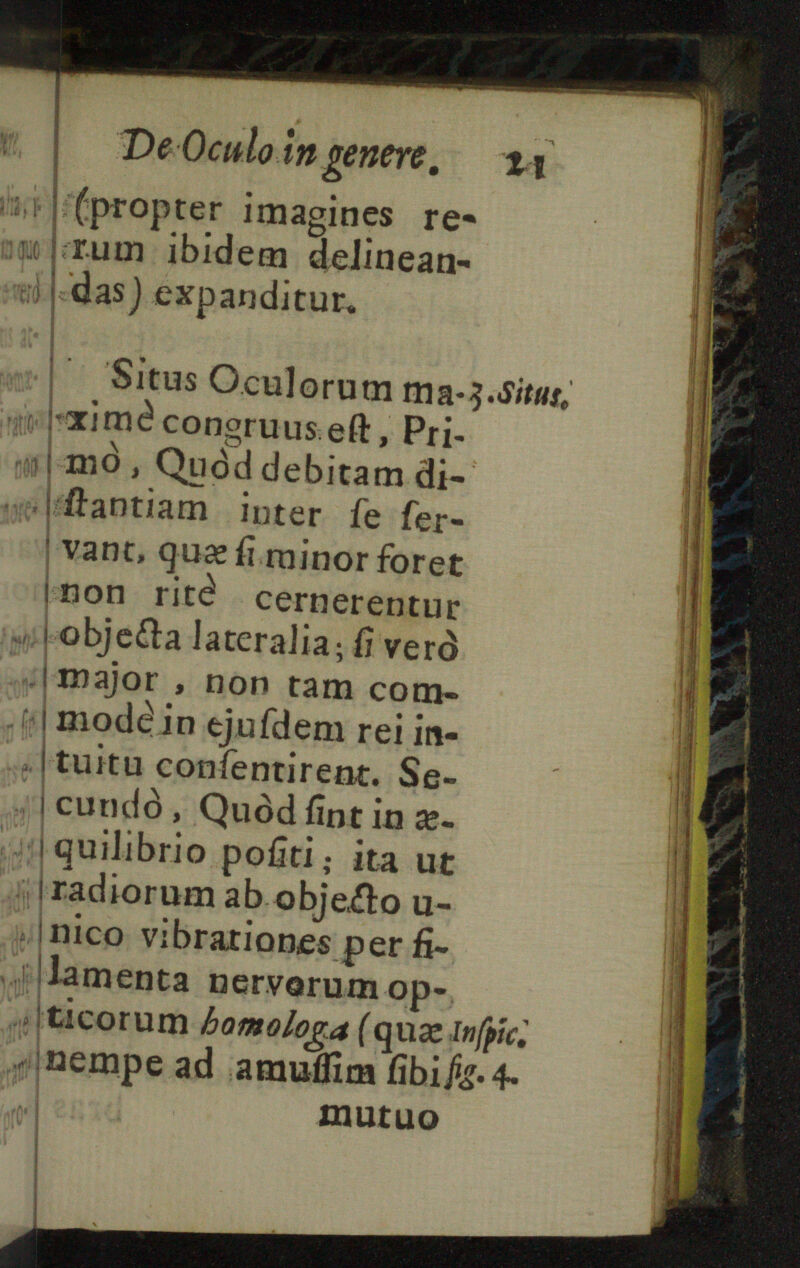 De Oculo in genere. 21
(propter imagines re-
rum ibidem delinean-
das) expanditur.
Situs Oculorum ma- 3. Situs,
ximé congruus eſt, Pri-
mò, Quòd debitam di-
ſtantiam inter ſe ſer-
vant, quæ ſi minor foret
non rité cernerentur
objecta lateralia; ſi verò
major, non tam com-
modé in ejuſdem rei in-
tuitu conſentirent. Se-
cundò, Quòd ſint in æ-
quilibrio poſiti; ita ut
radiorum ab objecto u-
nico vibrationes per fi-
lamenta nervorum op-
ticorum homologa (quæ Inſpic,
nempe ad amuſſim ſibi fig. 4.
mutuo